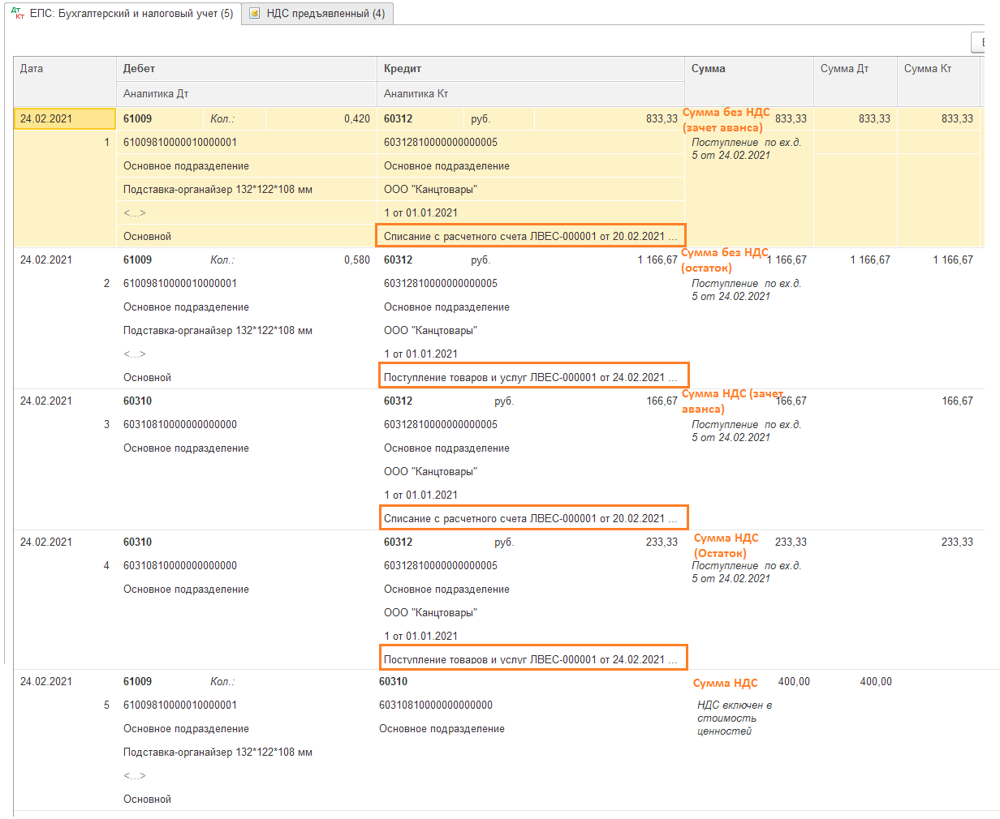 Дт Кт ЕПС: Бухгалтерский и налоговый учет (5) НДС предъявленный (4)
Дата Дебет Кредит Сумма Сумма Дт Сумма Кт
Аналитика Дт Аналитика Кт
24.02.2021 61009 Кол.: 0,420 60312 руб. 833,33 Сумма без НДС 833,33 833,33 833,33
(зачет аванса)
1 61009810000010000001 60312810000000000005 Поступление по вх.д.
5 от 24.02.2021
Основное подразделение Основное подразделение
Подставка-органайзер 132*122*108 мм ООО "Канцтовары"
<...> 1 от 01.01.2021
Основной Списание с расчетного счета ЛВЕС-000001 от 20.02.2021 ...
24.02.2021 61009 Кол.: 0,580 60312 руб. 1 166,67 Сумма без НДС 1 166,67 1 166,67 1 166,67
(остаток)
2 61009810000010000001 60312810000000000005 Поступление по вх.д.
5 от 24.02.2021
Основное подразделение Основное подразделение
Подставка-органайзер 132*122*108 мм ООО "Канцтовары"
<...> 1 от 01.01.2021
Основной Поступление товаров и услуг ЛВЕС-000001 от 24.02.2021 ...
24.02.2021 60310 60312 руб. Сумма НДС (зачет 166,67 166,67
аванса)
3 60310810000000000000 60312810000000000005 Поступление по вх.д.
5 от 24.02.2021
Основное подразделение Основное подразделение
ООО "Канцтовары"
1 от 01.01.2021
Списание с расчетного счета ЛВЕС-000001 от 20.02.2021 ...
24.02.2021 60310 60312 руб. 233,33 Сумма НДС 233,33 233,33
(Остаток)
4 60310810000000000000 60312810000000000005 Поступление по вх.д.
5 от 24.02.2021
Основное подразделение Основное подразделение
ООО "Канцтовары"
1 от 01.01.2021
Поступление товаров и услуг ЛВЕС-000001 от 24.02.2021 ...
24.02.2021 61009 Кол.: 60310 Сумма НДС 400,00 400,00
5 61009810000010000001 60310810000000000000 НДС включен в
стоимость
Основное подразделение Основное подразделение ценностей
Подставка-органайзер 132*122*108 мм
<...>
Основной